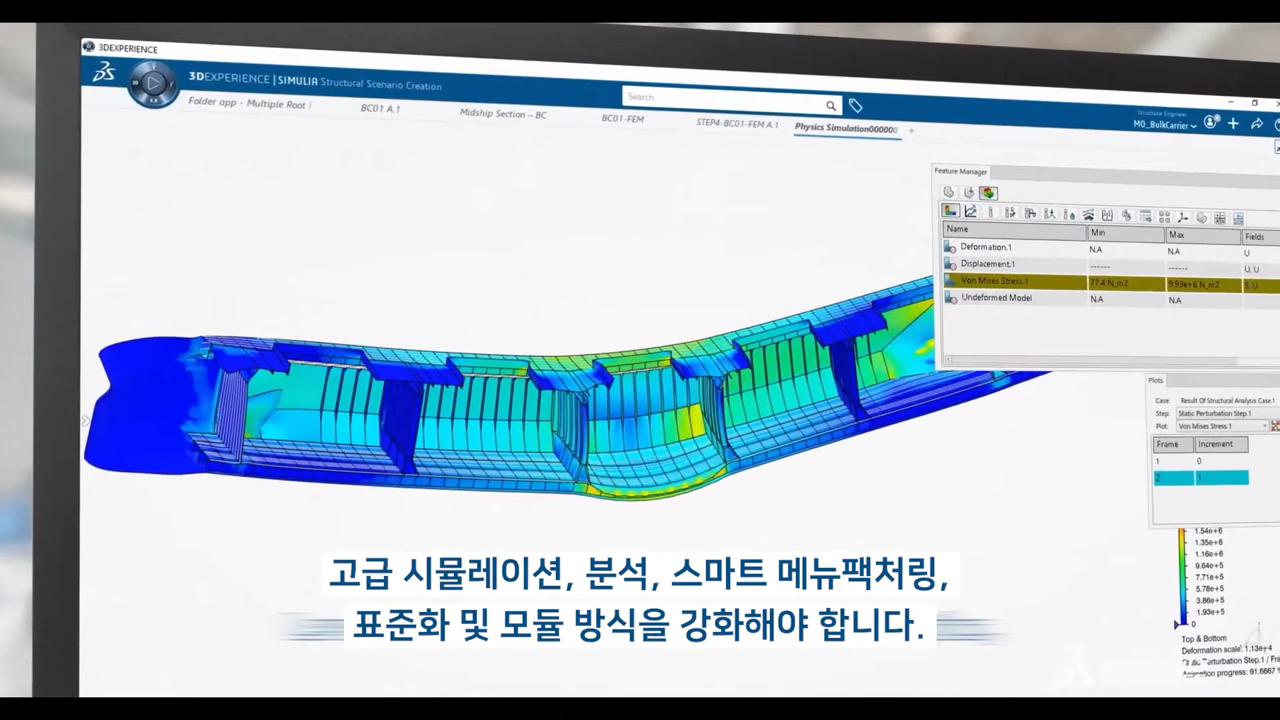 3DEXPERIENCE
3DEXPERIENCE | SIMULIA Structural Scenario Creation
Search
Structure Engineer
MO_BulkCarrier
Folder app - Multiple Root
BC01 A.1
Midship Section – BC
BC01-FEM
STEP4-BC01-FEM A.1
Physics Simulation000000
Feature Manager
Name Min Max Fields
Deformation.1 N.A N.A U
Displacement.1 ------ ------ U, U
Von Mises Stress.1 77.4 N_m2 9.93e+6 N_m2 S, U
Undeformed Model N.A N.A
Plots
Case: Result Of Structural Analysis Case.1
Step: Static Perturbation Step.1
Plot: Von Mises Stress.1
Frame Increment
1 0
2 1
1.54e+6
1.35e+6
1.16e+6
9.64e+5
7.71e+5
5.78e+5
3.86e+5
1.93e+5
0
Top & Bottom
Deformation scale: 1.13e+4
Static Perturbation Step.1 / Fra
Animation progress: 91.6667 %
고급 시뮬레이션, 분석, 스마트 메뉴팩처링,
표준화 및 모듈 방식을 강화해야 합니다.